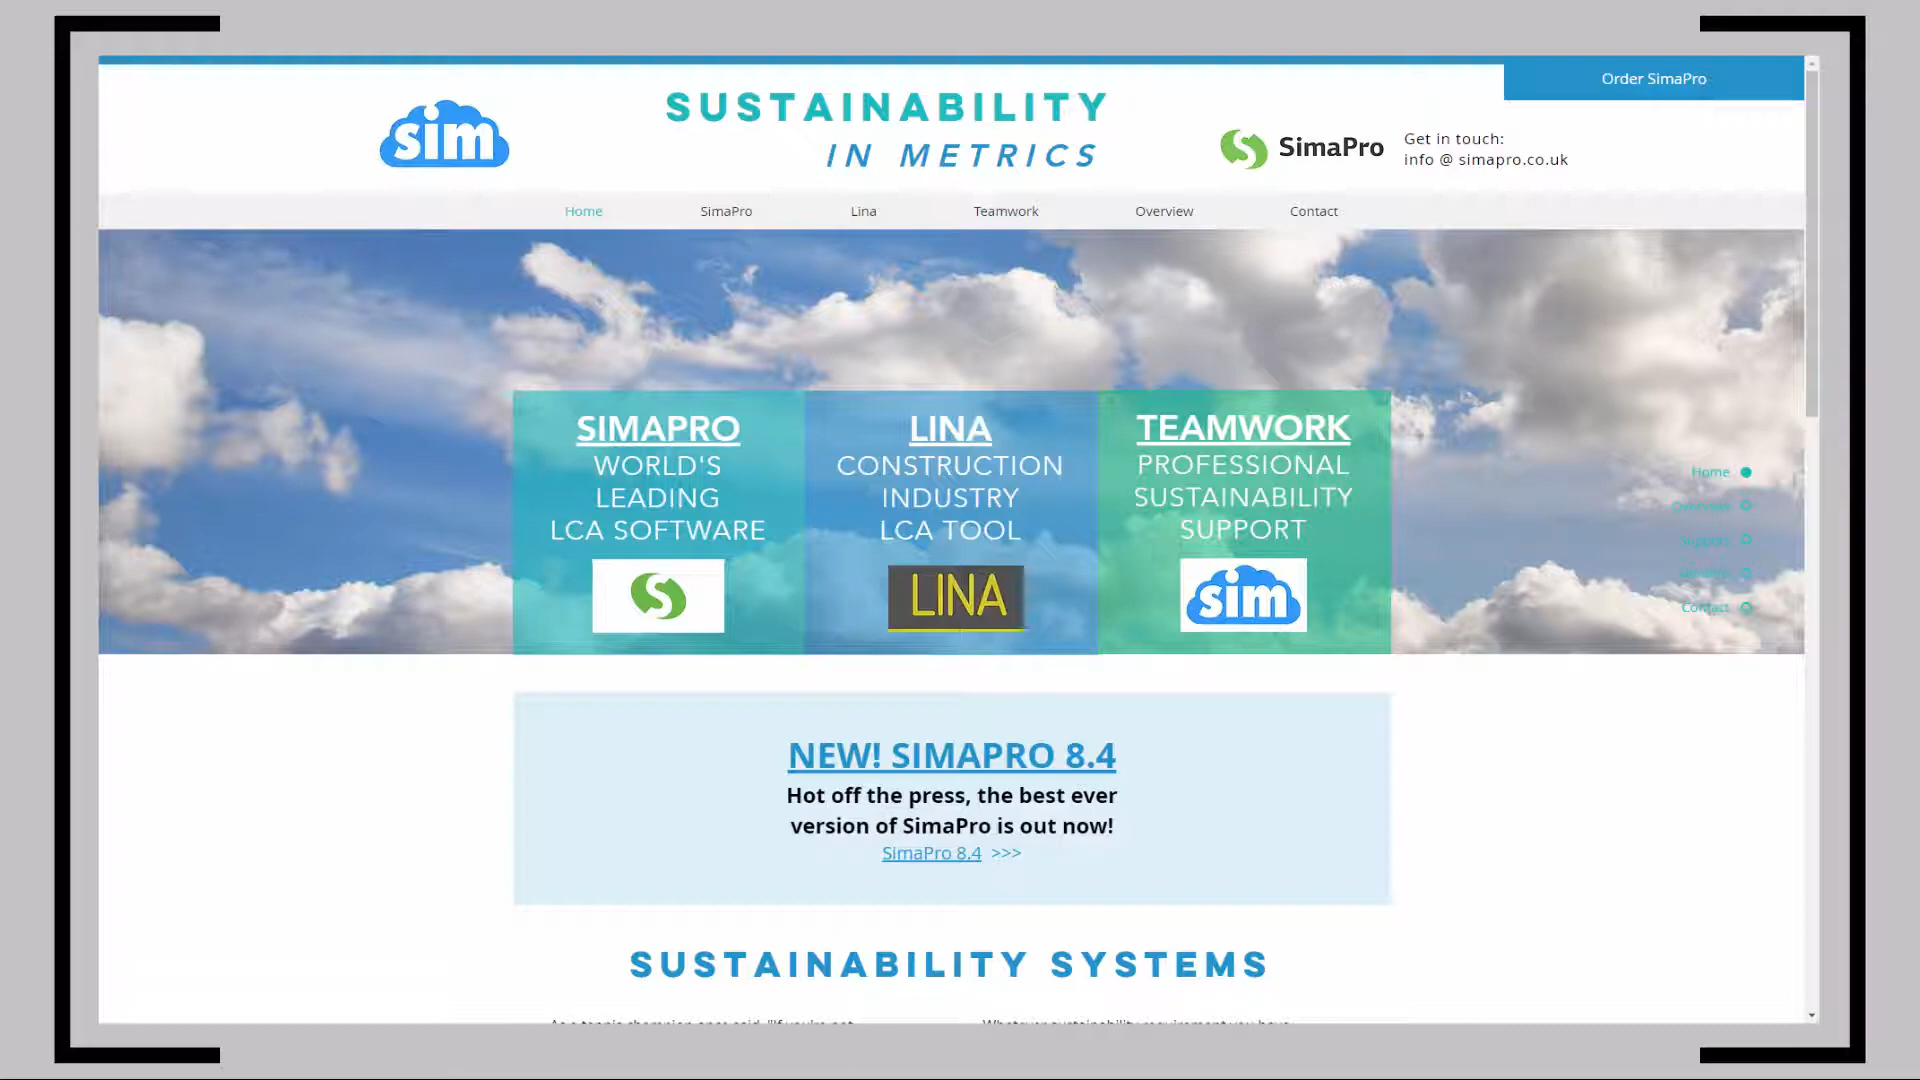 Order SimaPro
sim
SUSTAINABILITY
IN METRICS
SimaPro
Get in touch:
info @ simapro.co.uk
Home
SimaPro
Lina
Teamwork
Overview
Contact
SIMAPRO
WORLD'S
LEADING
LCA SOFTWARE
LINA
CONSTRUCTION
INDUSTRY
LCA TOOL
LINA
TEAMWORK
PROFESSIONAL
SUSTAINABILITY
SUPPORT
sim
Home
Overview
Support
Contact
NEW! SIMAPRO 8.4
Hot off the press, the best ever
version of SimaPro is out now!
SimaPro 8.4 >>>
SUSTAINABILITY SYSTEMS